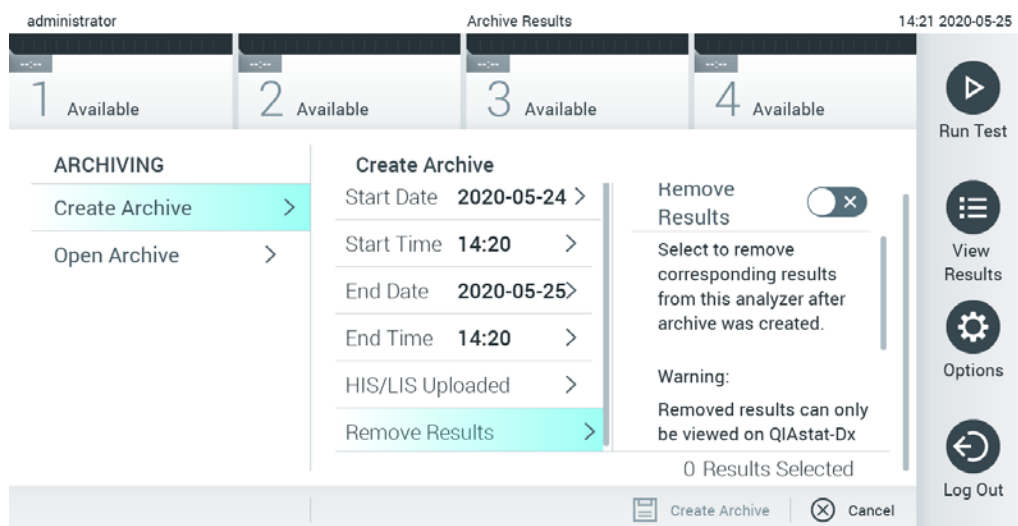 administrator Archive Results 14:21 2020-05-25
--:-- --:-- --:-- --:--
1 Available 2 Available 3 Available 4 Available
Run Test
ARCHIVING
Create Archive
Open Archive
Create Archive
Start Date 2020-05-24
Start Time 14:20
End Date 2020-05-25
End Time 14:20
HIS/LIS Uploaded
Remove Results
Remove
Results
Select to remove
corresponding results
from this analyzer after
archive was created.
Warning:
Removed results can only
be viewed on QIAstat-Dx
0 Results Selected
View
Results
Options
Log Out
Create Archive Cancel